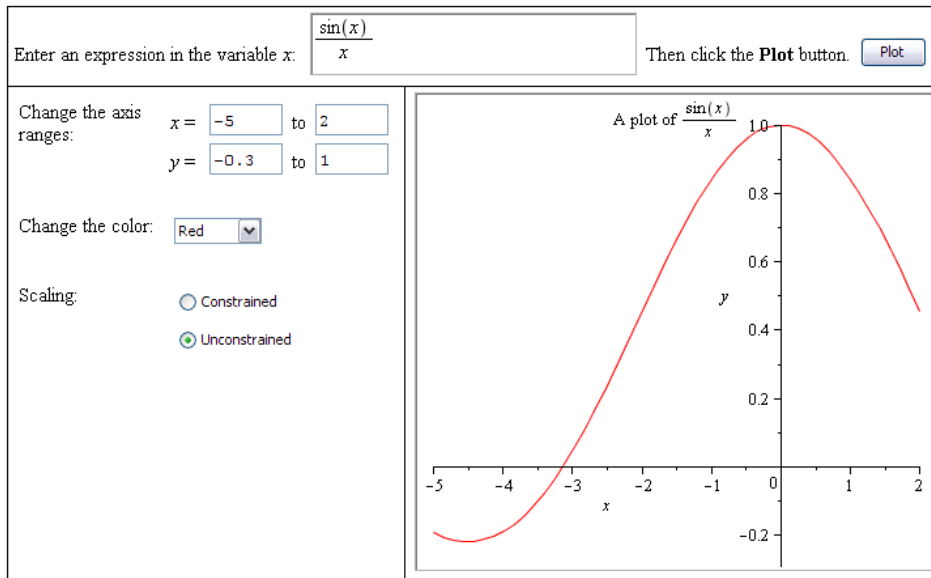 Enter an expression in the variable x: sin(x)/x Then click the Plot button. Plot
Change the axis ranges:
x = -5 to 2
y = -0.3 to 1
Change the color: Red
Scaling:
Constrained
Unconstrained
A plot of sin(x)/x
1.0
0.8
0.6
y
0.4
0.2
-5 -4 -3 -2 -1 0 1 2
x
-0.2